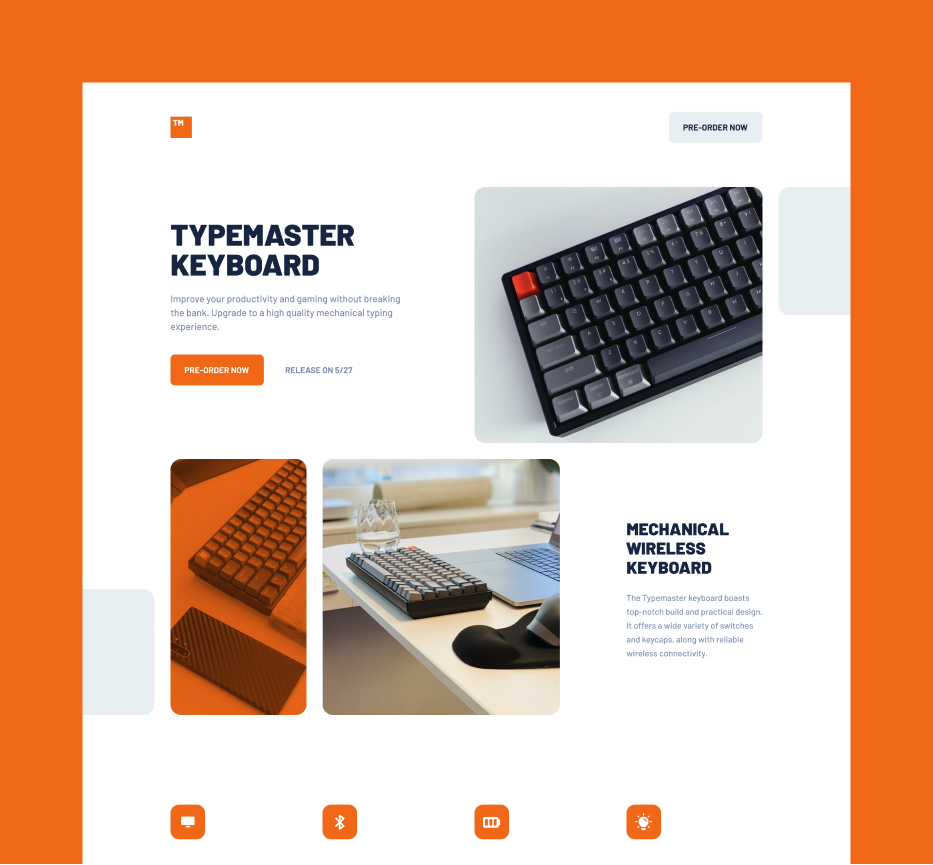 TM
PRE-ORDER NOW
TYPEMASTER
KEYBOARD
Improve your productivity and gaming without breaking
the bank. Upgrade to a high quality mechanical typing
experience.
PRE-ORDER NOW
RELEASE ON 5/27
MECHANICAL
WIRELESS
KEYBOARD
The Typemaster keyboard boasts
top-notch build and practical design.
It offers a wide variety of switches
and keycaps, along with reliable
wireless connectivity.